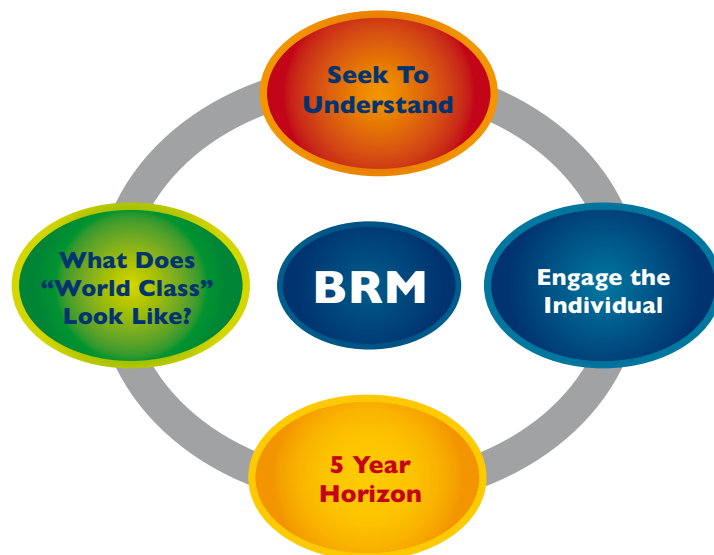 Seek To
Understand
What Does
“World Class”
Look Like?
BRM
Engage the
Individual
5 Year
Horizon